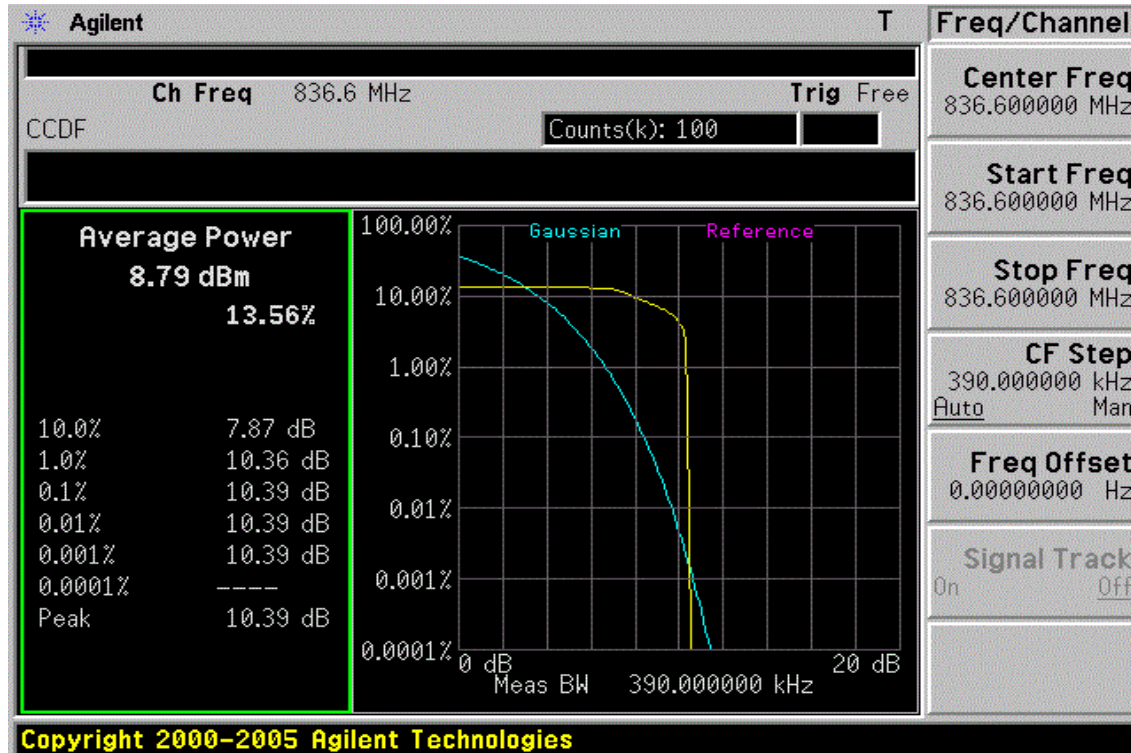 Agilent T
Ch Freq 836.6 MHz Trig Free
CCDF Counts(k): 100
Average Power
8.79 dBm
13.56%
10.0% 7.87 dB
1.0% 10.36 dB
0.1% 10.39 dB
0.01% 10.39 dB
0.001% 10.39 dB
0.0001% ----
Peak 10.39 dB
Gaussian Reference
100.00%
10.00%
1.00%
0.10%
0.01%
0.001%
0.0001%
0 dB 20 dB
Meas BW 390.000000 kHz
Freq/Channel
Center Freq
836.600000 MHz
Start Freq
836.600000 MHz
Stop Freq
836.600000 MHz
CF Step
390.000000 kHz
Auto Man
Freq Offset
0.00000000 Hz
Signal Track
On Off
Copyright 2000-2005 Agilent Technologies